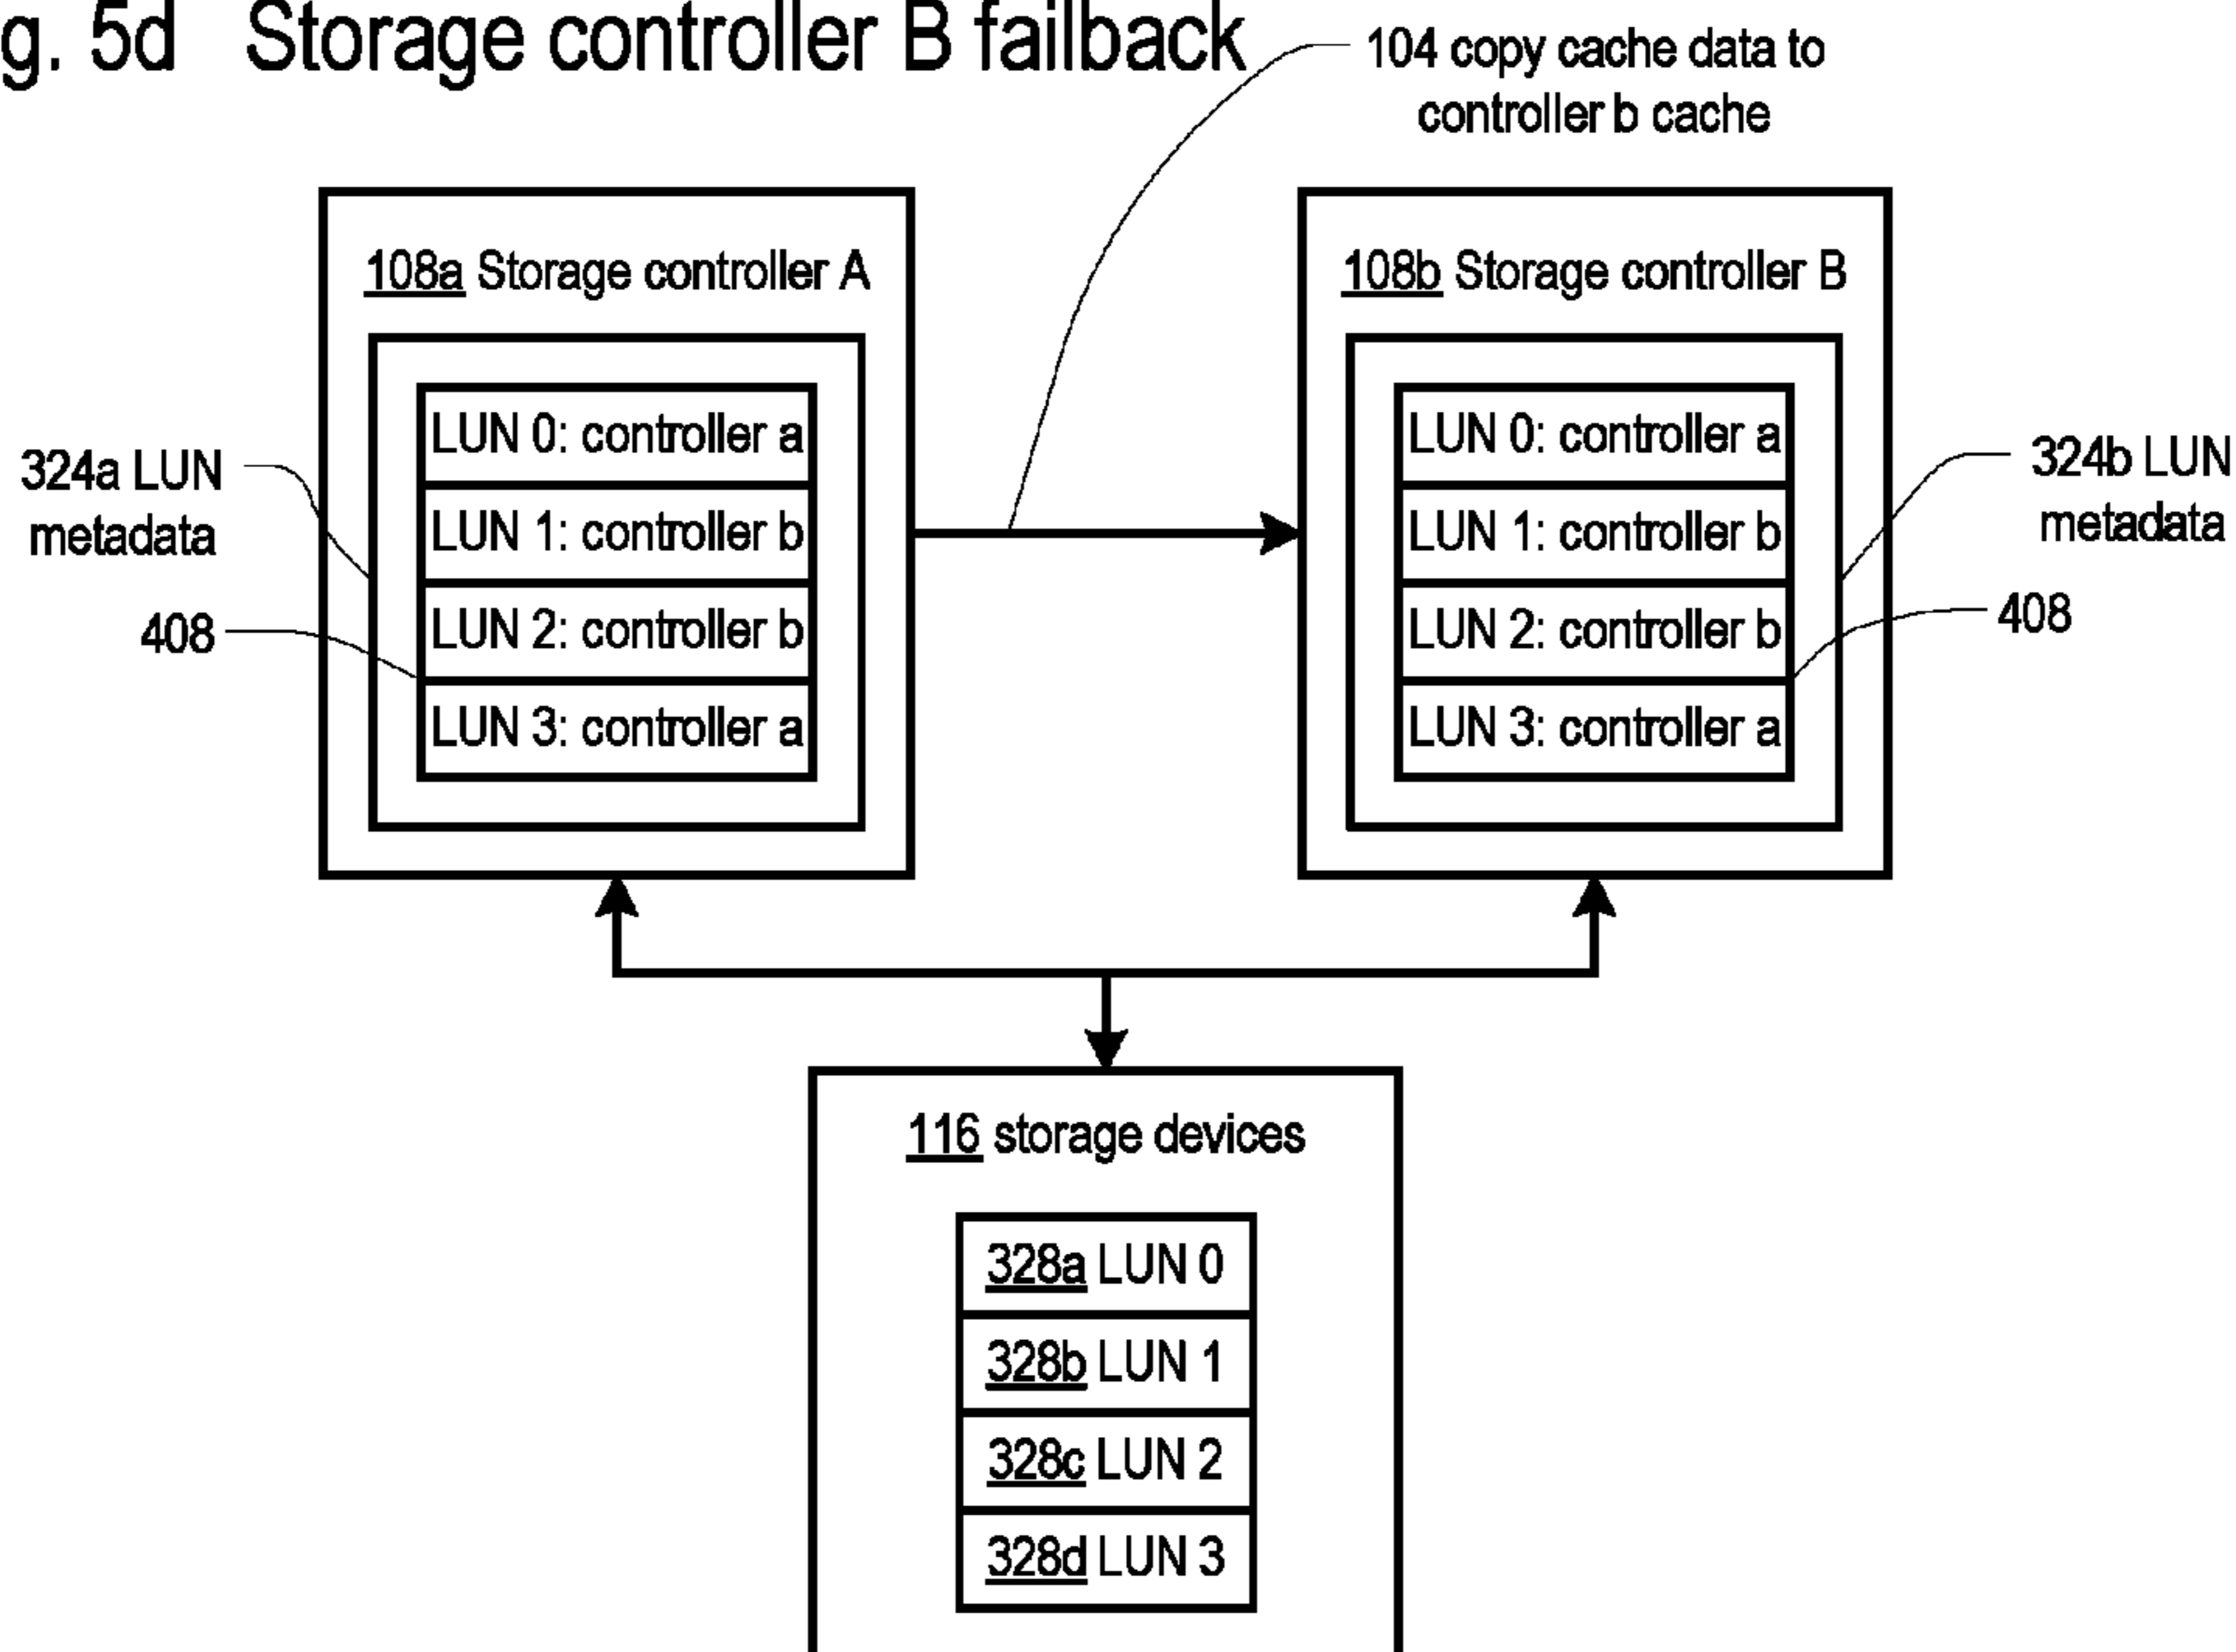 g. 5d Storage controller B failback
104 copy cache data to
controller b cache
108a Storage controller A
LUN 0: controller a
LUN 1: controller b
LUN 2: controller b
LUN 3: controller a
324a LUN
metadata
408
108b Storage controller B
LUN 0: controller a
LUN 1: controller b
LUN 2: controller b
LUN 3: controller a
324b LUN
metadata
408
116 storage devices
328a LUN 0
328b LUN 1
328c LUN 2
328d LUN 3